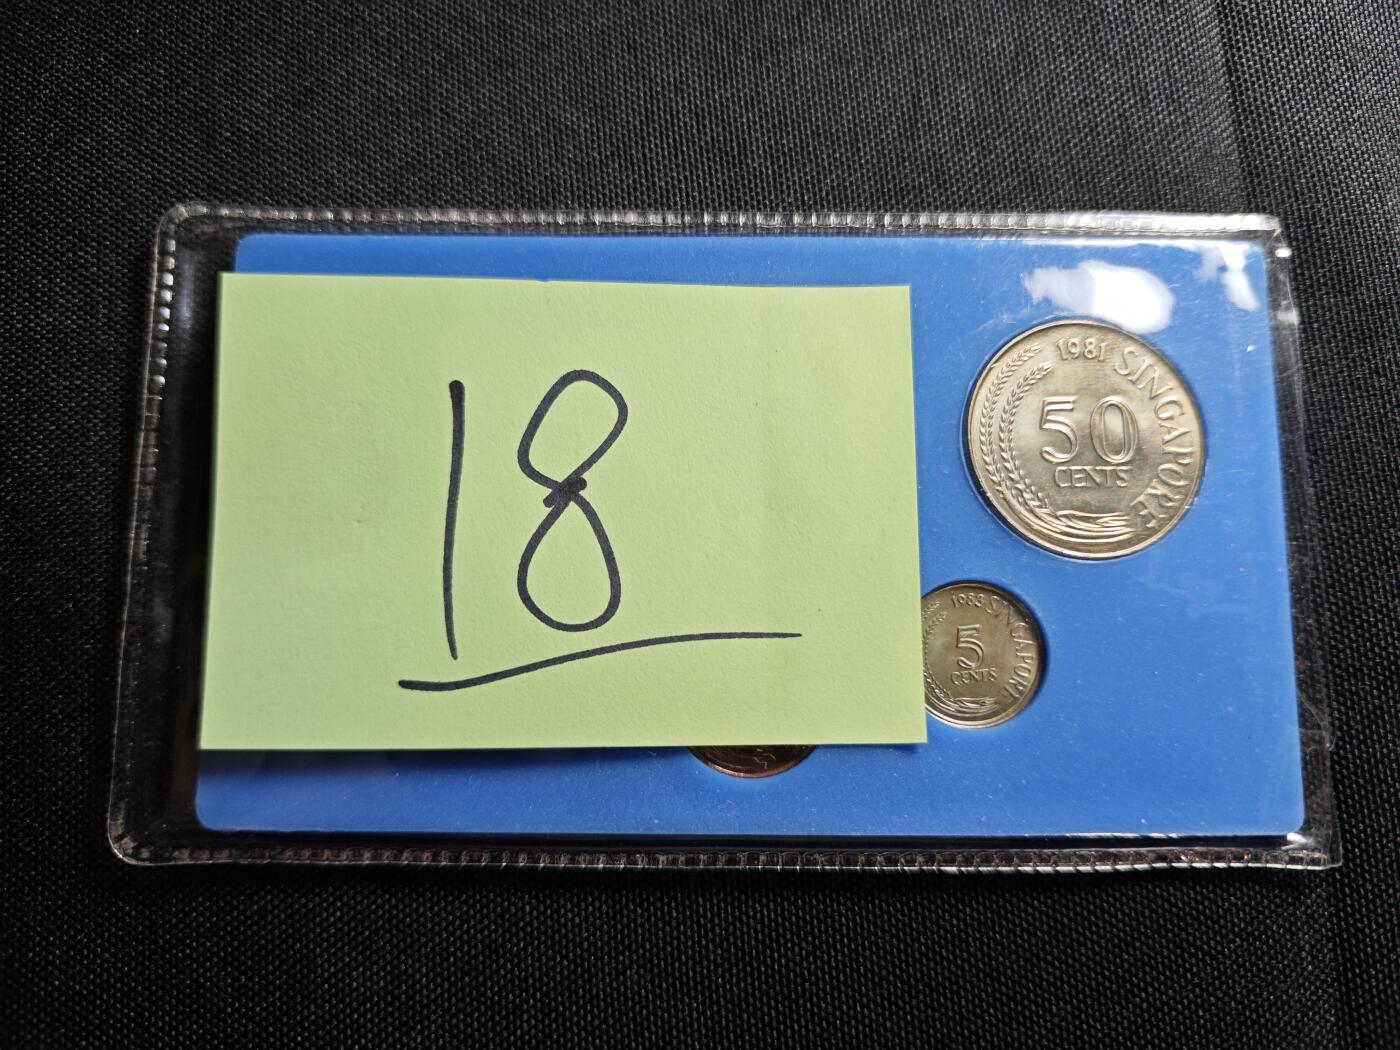 18
1981 SINGAPORE
50
CENTS
1983 SINGAPORE
5
CENTS